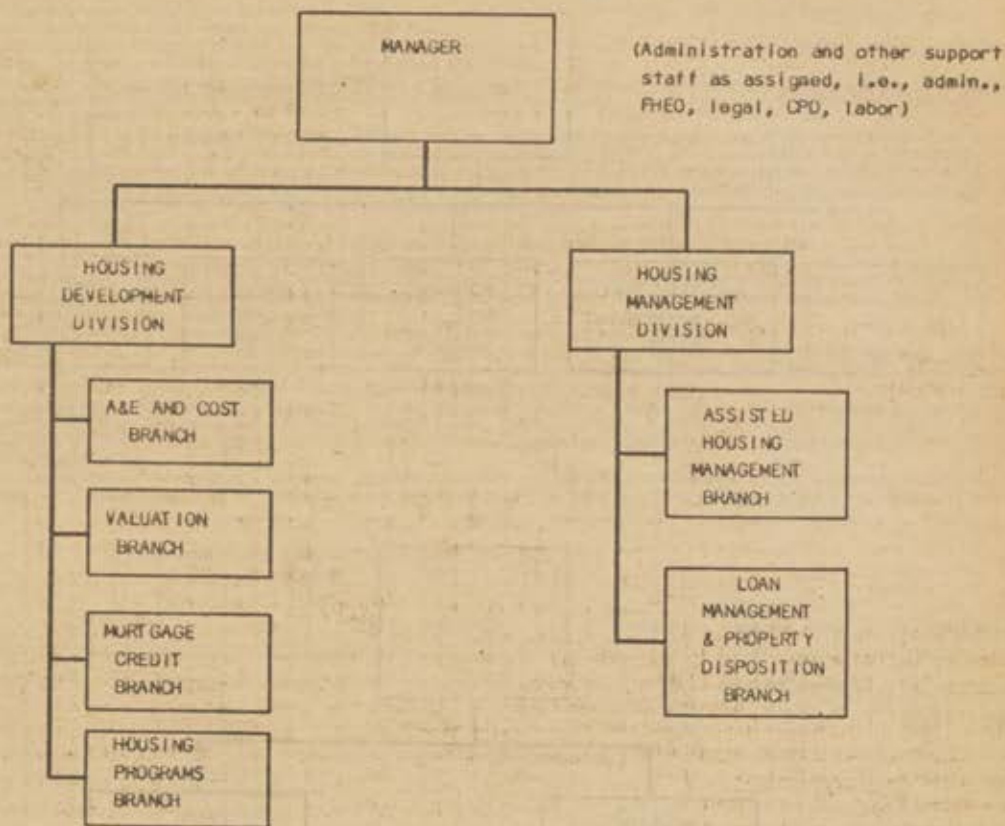 MANAGER
(Administration and other support
staff as assigned, i.e., admin.,
FHEO, legal, CPD, labor)
HOUSING
DEVELOPMENT
DIVISION
A&E AND COST
BRANCH
VALUATION
BRANCH
MORTGAGE
CREDIT
BRANCH
HOUSING
PROGRAMS
BRANCH
HOUSING
MANAGEMENT
DIVISION
ASSISTED
HOUSING
MANAGEMENT
BRANCH
LOAN
MANAGEMENT
& PROPERTY
DISPOSITION
BRANCH